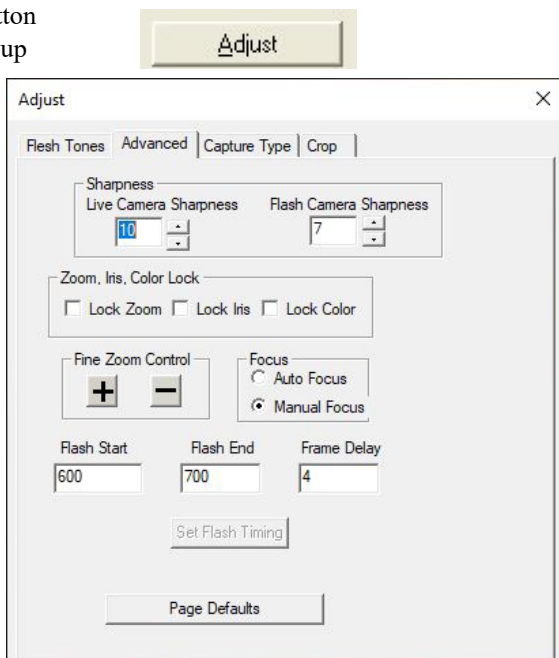 tton
up
Adjust
Adjust
Flesh Tones Advanced Capture Type Crop
Sharpness
Live Camera Sharpness Flash Camera Sharpness
10 7
Zoom, Iris, Color Lock
Lock Zoom Lock Iris Lock Color
Fine Zoom Control Focus
Auto Focus
+ −
Manual Focus
Flash Start Flash End Frame Delay
600 700 4
Set Flash Timing
Page Defaults